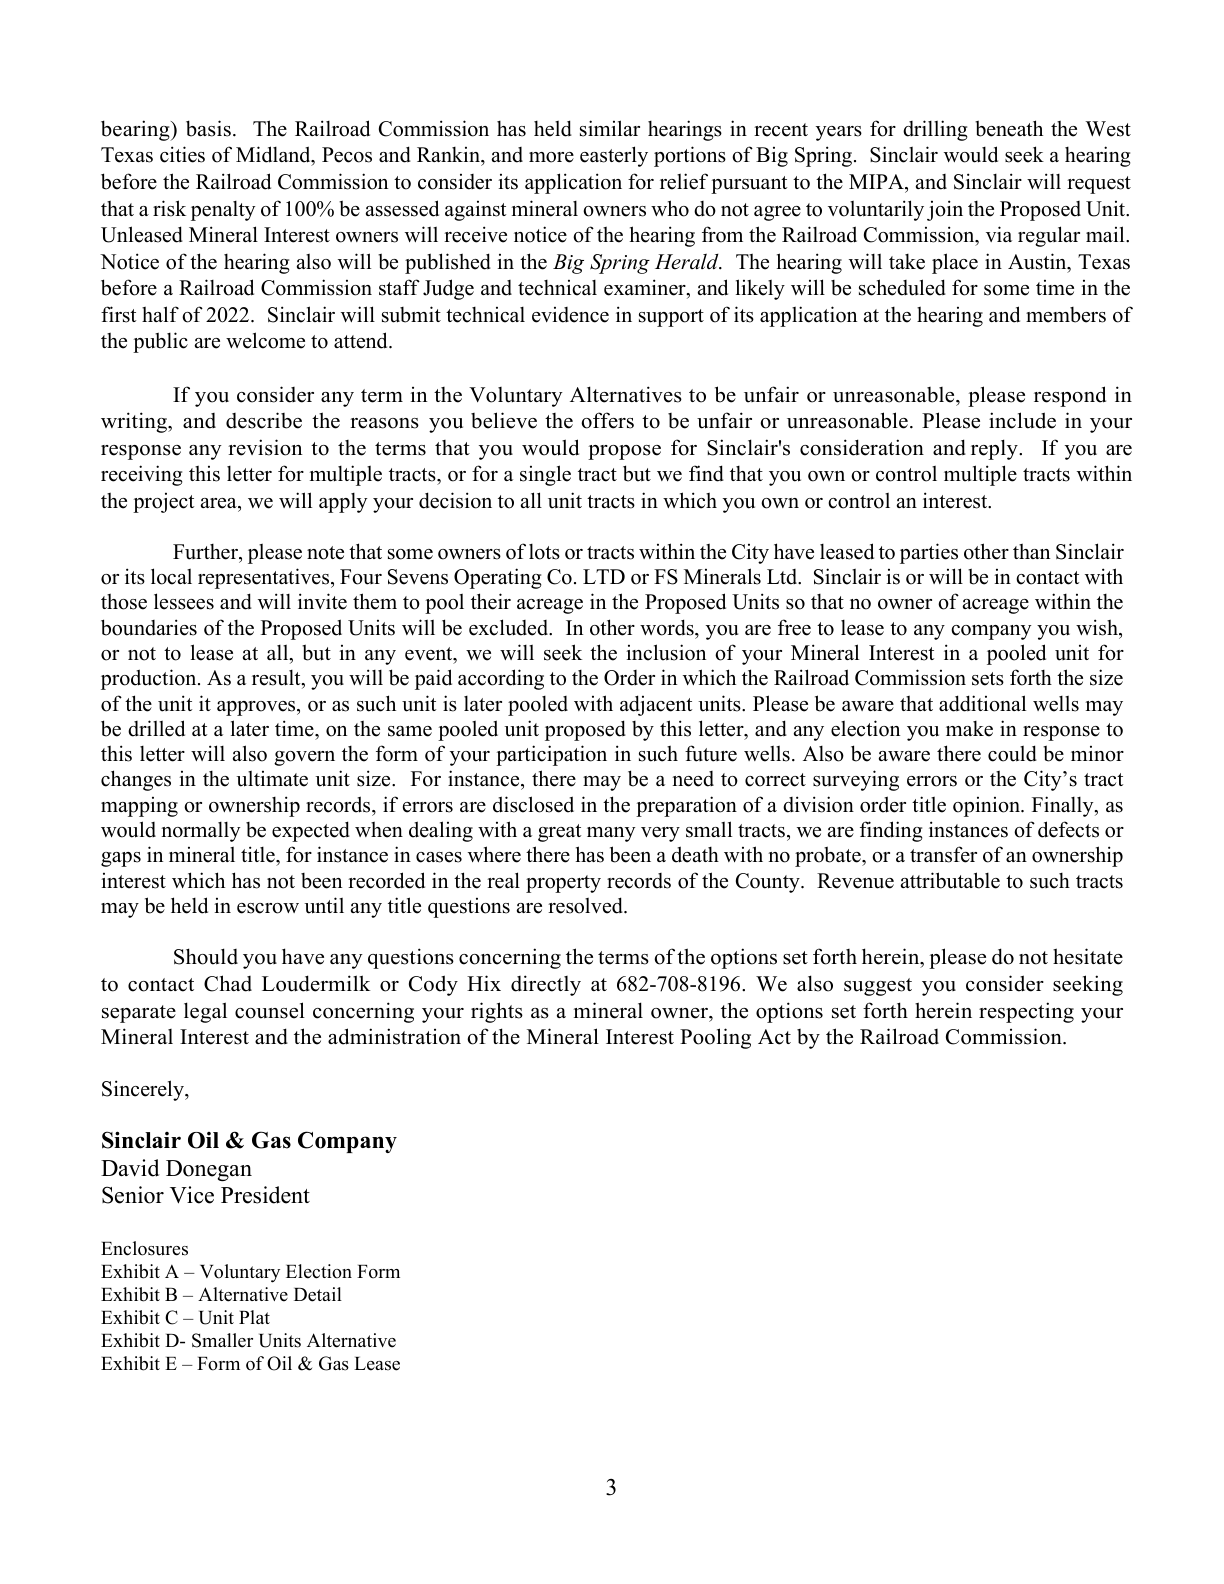 bearing) basis.  The Railroad Commission has held similar hearings in recent years for drilling beneath the West
Texas cities of Midland, Pecos and Rankin, and more easterly portions of Big Spring.  Sinclair would seek a hearing
before the Railroad Commission to consider its application for relief pursuant to the MIPA, and Sinclair will request
that a risk penalty of 100% be assessed against mineral owners who do not agree to voluntarily join the Proposed Unit.
Unleased Mineral Interest owners will receive notice of the hearing from the Railroad Commission, via regular mail.
Notice of the hearing also will be published in the Big Spring Herald.  The hearing will take place in Austin, Texas
before a Railroad Commission staff Judge and technical examiner, and likely will be scheduled for some time in the
first half of 2022.  Sinclair will submit technical evidence in support of its application at the hearing and members of
the public are welcome to attend.
If you consider any term in the Voluntary Alternatives to be unfair or unreasonable, please respond in
writing, and describe the reasons you believe the offers to be unfair or unreasonable. Please include in your
response any revision to the terms that you would propose for Sinclair's consideration and reply.  If you are
receiving this letter for multiple tracts, or for a single tract but we find that you own or control multiple tracts within
the project area, we will apply your decision to all unit tracts in which you own or control an interest.
Further, please note that some owners of lots or tracts within the City have leased to parties other than Sinclair
or its local representatives, Four Sevens Operating Co. LTD or FS Minerals Ltd.  Sinclair is or will be in contact with
those lessees and will invite them to pool their acreage in the Proposed Units so that no owner of acreage within the
boundaries of the Proposed Units will be excluded.  In other words, you are free to lease to any company you wish,
or not to lease at all, but in any event, we will seek the inclusion of your Mineral Interest in a pooled unit for
production. As a result, you will be paid according to the Order in which the Railroad Commission sets forth the size
of the unit it approves, or as such unit is later pooled with adjacent units. Please be aware that additional wells may
be drilled at a later time, on the same pooled unit proposed by this letter, and any election you make in response to
this letter will also govern the form of your participation in such future wells. Also be aware there could be minor
changes in the ultimate unit size.  For instance, there may be a need to correct surveying errors or the City’s tract
mapping or ownership records, if errors are disclosed in the preparation of a division order title opinion. Finally, as
would normally be expected when dealing with a great many very small tracts, we are finding instances of defects or
gaps in mineral title, for instance in cases where there has been a death with no probate, or a transfer of an ownership
interest which has not been recorded in the real property records of the County.  Revenue attributable to such tracts
may be held in escrow until any title questions are resolved.
Should you have any questions concerning the terms of the options set forth herein, please do not hesitate
to contact Chad Loudermilk or Cody Hix directly at 682-708-8196. We also suggest you consider seeking
separate legal counsel concerning your rights as a mineral owner, the options set forth herein respecting your
Mineral Interest and the administration of the Mineral Interest Pooling Act by the Railroad Commission.
Sincerely,
Sinclair Oil & Gas Company
David Donegan
Senior Vice President
Enclosures
Exhibit A – Voluntary Election Form
Exhibit B – Alternative Detail
Exhibit C – Unit Plat
Exhibit D- Smaller Units Alternative
Exhibit E – Form of Oil & Gas Lease
3